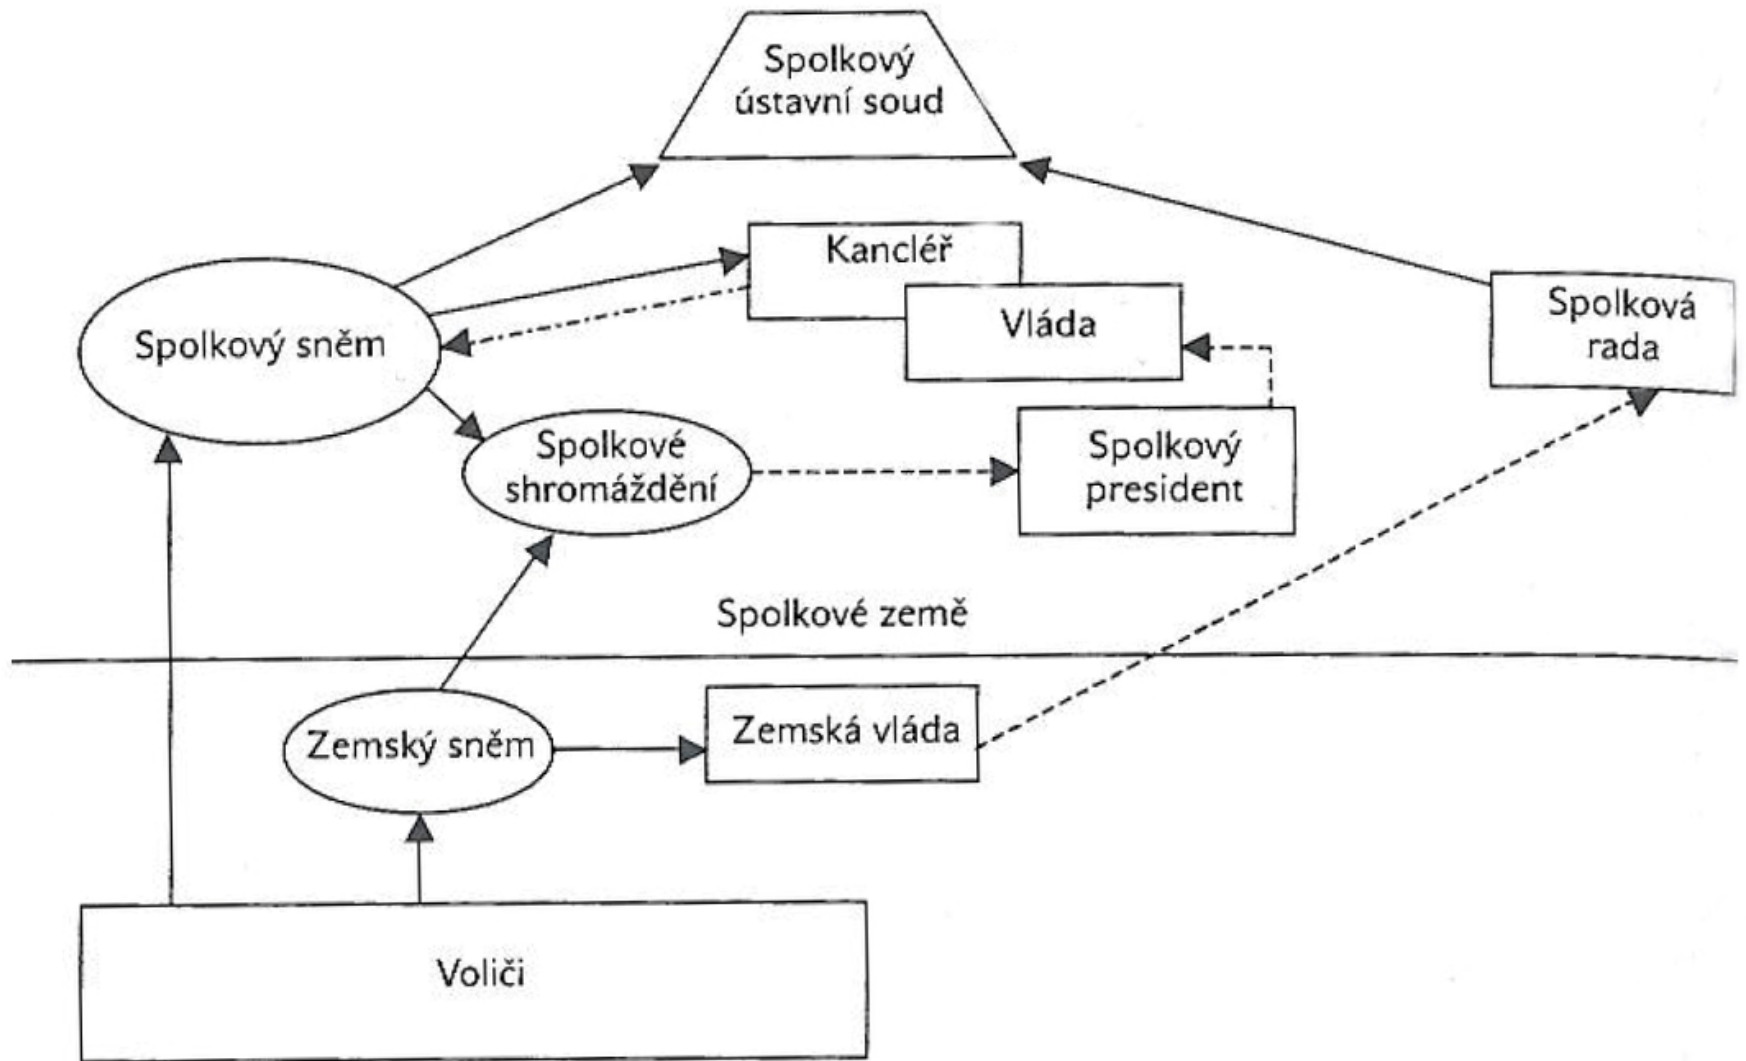 Spolkový
ústavní soud
Kancléř
Vláda
Spolková
rada
Spolkový sněm
Spolkové
shromáždění
Spolkový
president
Spolkové země
Zemský sněm
Zemská vláda
Voliči